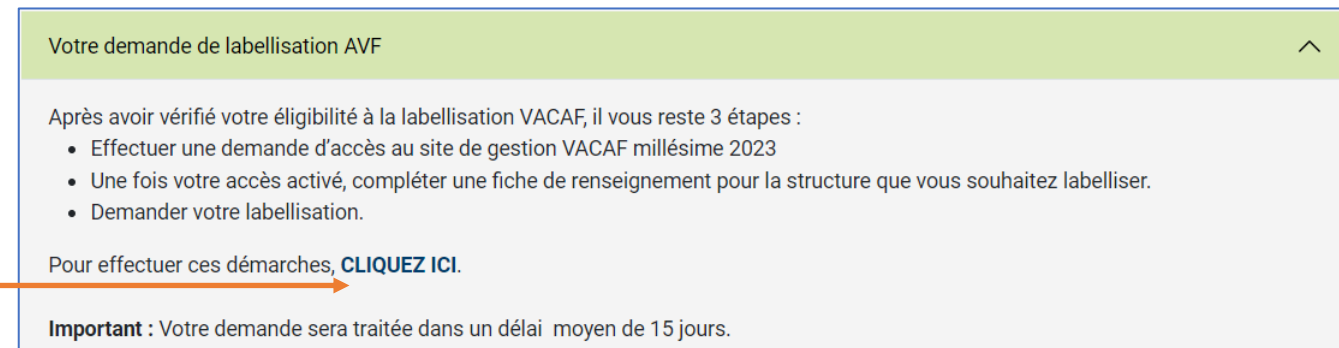 Votre demande de labellisation AVF
Après avoir vérifié votre éligibilité à la labellisation VACAF, il vous reste 3 étapes :
• Effectuer une demande d'accès au site de gestion VACAF millésime 2023
• Une fois votre accès activé, compléter une fiche de renseignement pour la structure que vous souhaitez labelliser.
• Demander votre labellisation.
Pour effectuer ces démarches, CLIQUEZ ICI.
Important : Votre demande sera traitée dans un délai  moyen de 15 jours.